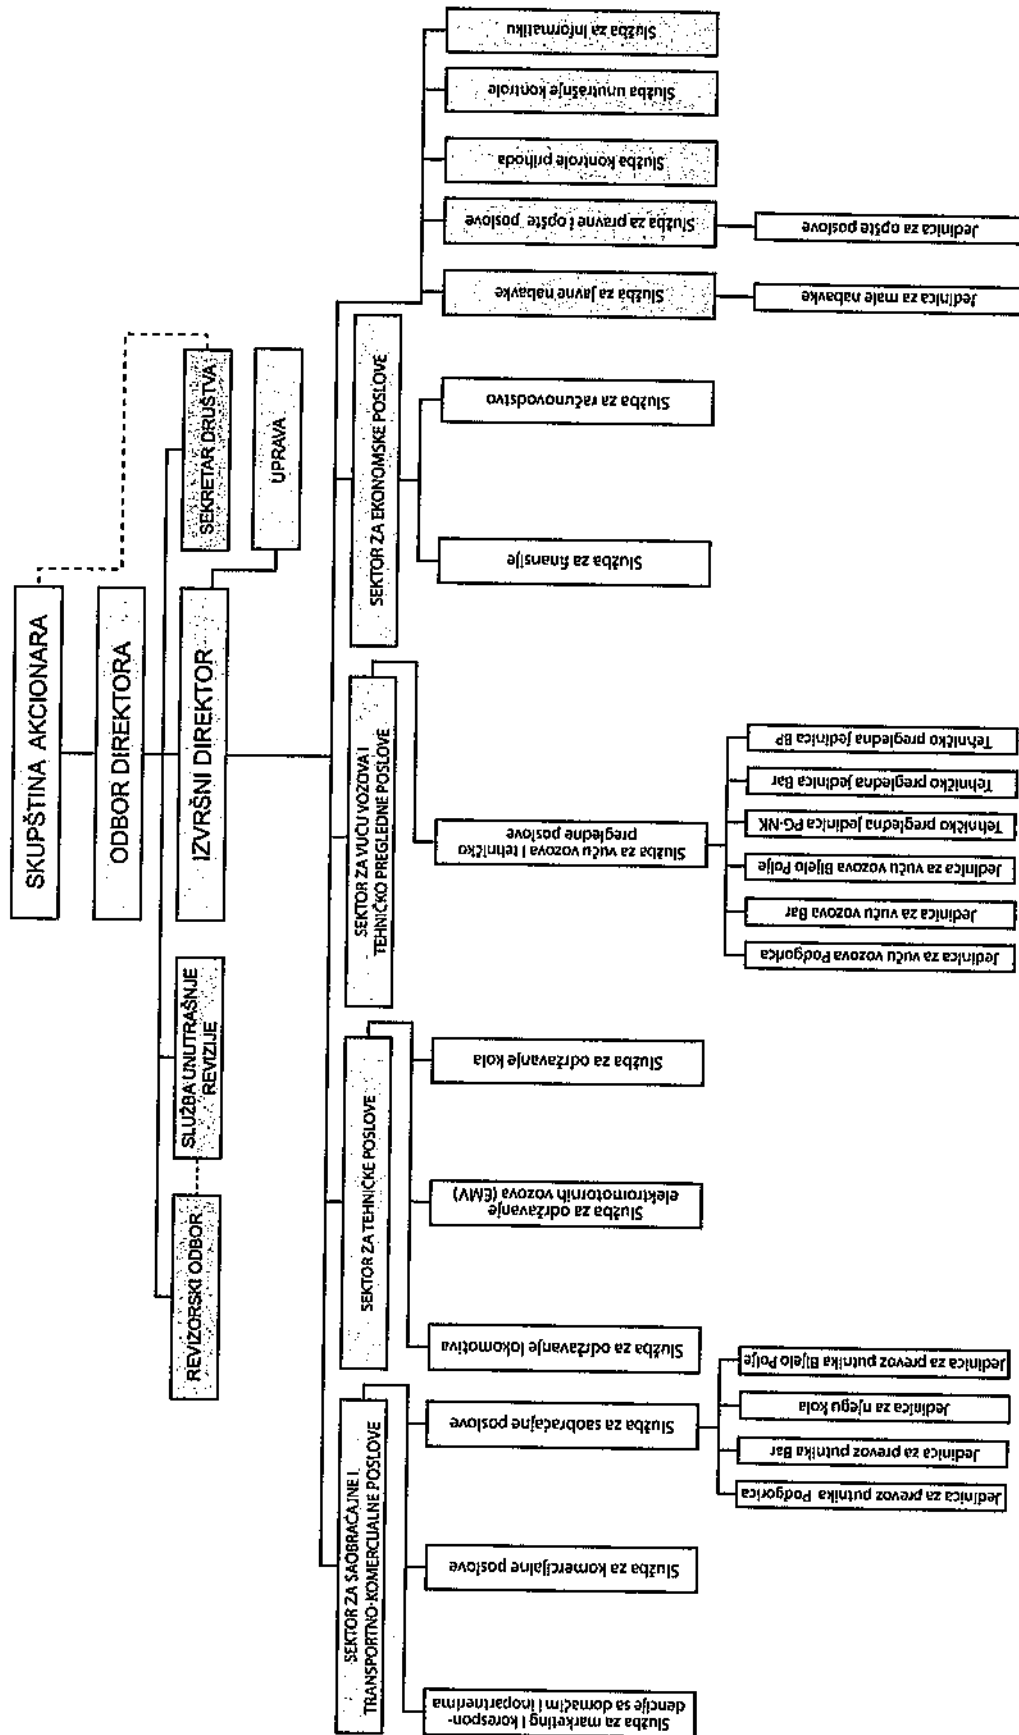 SKUPŠTINA AKCIONARA
ODBOR DIREKTORA
REVIZORSKI ODBOR
SLUŽBA UNUTRAŠNJE
REVIZIJE
IZVRŠNI DIREKTOR
SEKRETAR DRUŠTVA
UPRAVA
SEKTOR ZA SAOBRAĆAJNE I
TRANSPORTNO-KOMERCIJALNE POSLOVE
SEKTOR ZA TEHNIČKE POSLOVE
SEKTOR ZA VUČU VOZOVA I
TEHNIČKO PREGLEDNE POSLOVE
SEKTOR ZA EKONOMSKE POSLOVE
Služba za marketing i korespon-
dencije sa domaćim i inopartnerima
Služba za komercijalne poslove
Služba za saobraćajne poslove
Služba za održavanje lokomotiva
Služba za održavanje
elektromotornih vozova (EMV)
Služba za održavanje kola
Služba za vuču vozova i tehničko
pregledne poslove
Služba za finansije
Služba za računovodstvo
Služba za javne nabavke
Služba za pravne i opšte poslove
Služba kontrole prihoda
Služba unutrašnje kontrole
Služba za informatiku
Jedinica za prevoz putnika Podgorica
Jedinica za prevoz putnika Bar
Jedinica za njegu kola
Jedinica za prevoz putnika Bijelo Polje
Jedinica za vuču vozova Podgorica
Jedinica za vuču vozova Bar
Jedinica za vuču vozova Bijelo Polje
Tehničko pregledna jedinica PG-NK
Tehničko pregledna jedinica Bar
Tehničko pregledna jedinica BP
Jedinica za male nabavke
Jedinica za opšte poslove